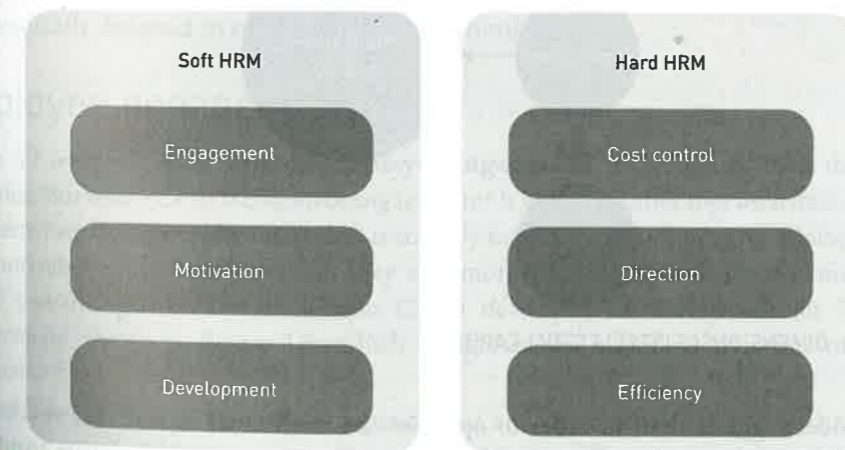 Soft HRM
Engagement
Motivation
Development
Hard HRM
Cost control
Direction
Efficiency